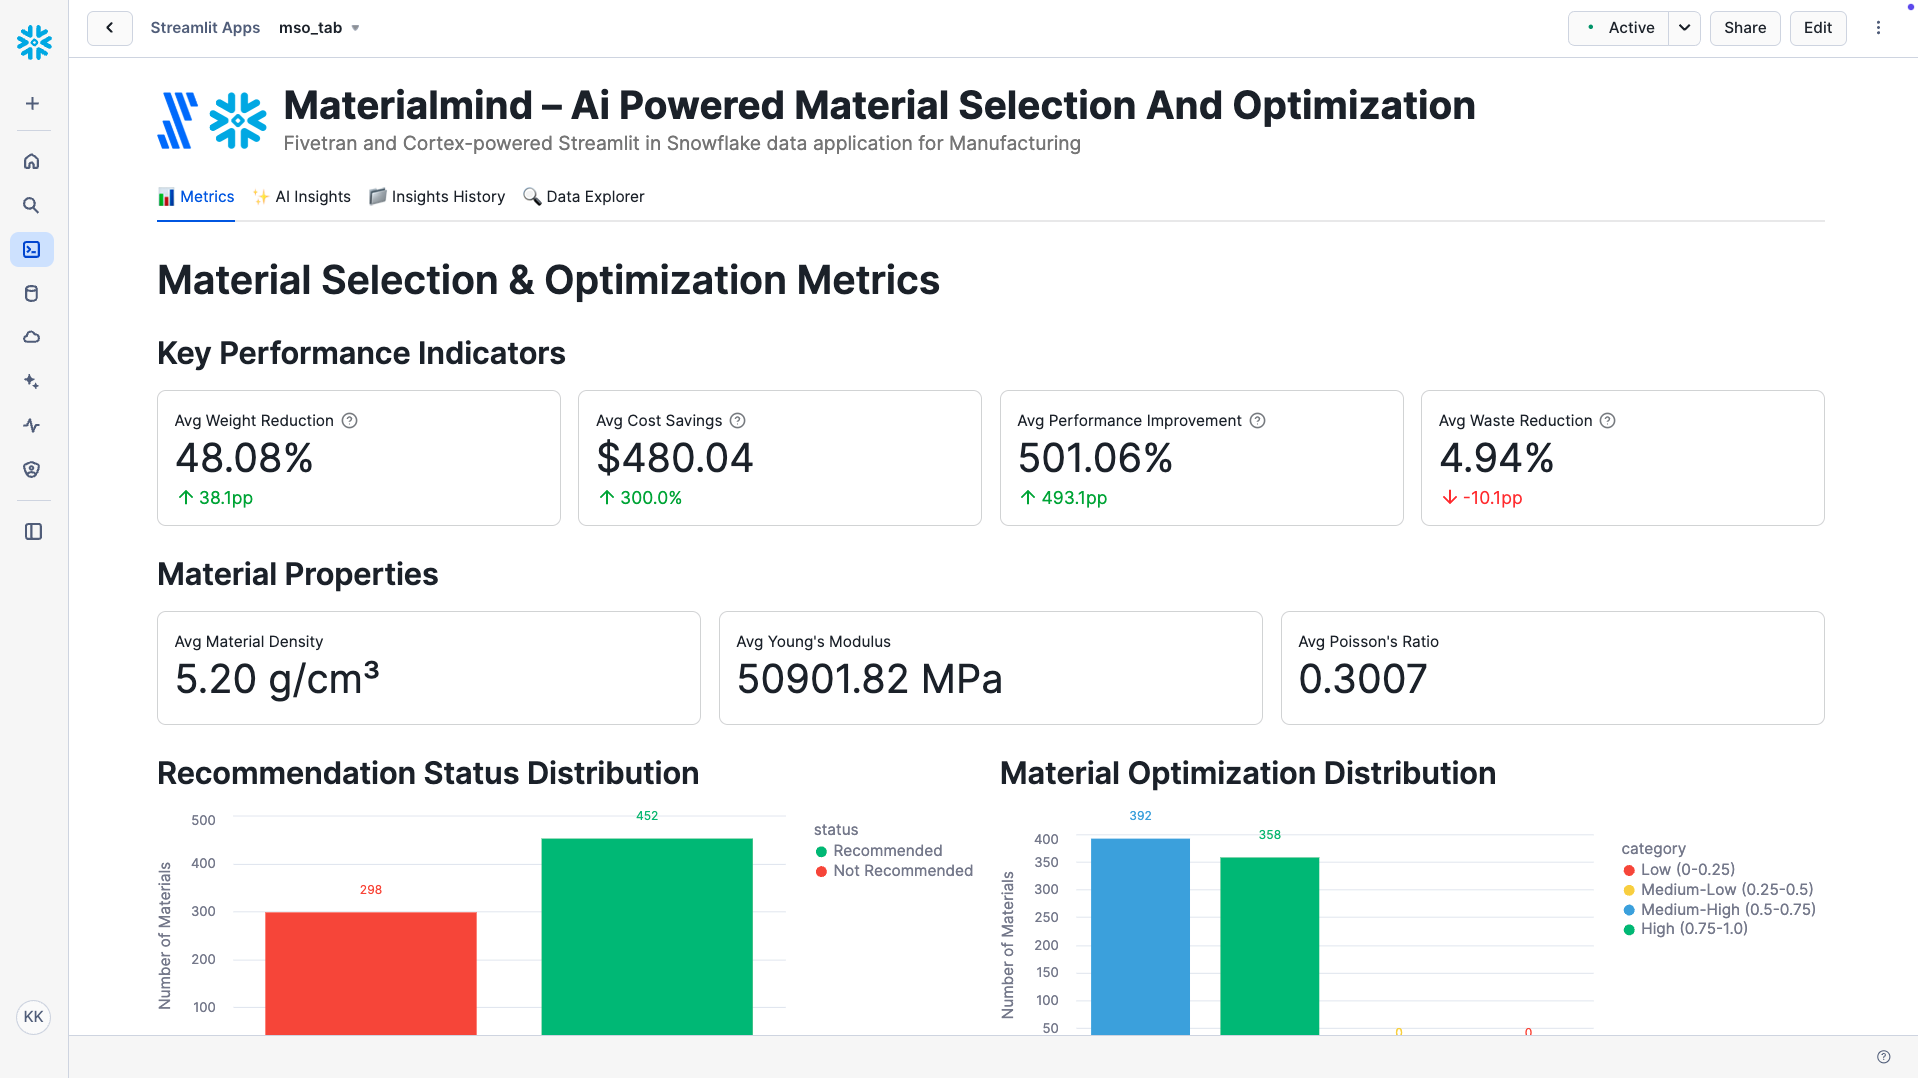 Streamlit Apps mso_tab
Active Share Edit
Materialmind – Ai Powered Material Selection And Optimization
Fivetran and Cortex-powered Streamlit in Snowflake data application for Manufacturing
Metrics AI Insights Insights History Data Explorer
Material Selection & Optimization Metrics
Key Performance Indicators
Avg Weight Reduction
48.08%
38.1pp
Avg Cost Savings
$480.04
300.0%
Avg Performance Improvement
501.06%
493.1pp
Avg Waste Reduction
4.94%
-10.1pp
Material Properties
Avg Material Density
5.20 g/cm³
Avg Young's Modulus
50901.82 MPa
Avg Poisson's Ratio
0.3007
Recommendation Status Distribution
Number of Materials
500
400
300
200
100
298
452
status
Recommended
Not Recommended
Material Optimization Distribution
Number of Materials
400
350
300
250
200
150
100
50
392
358
0
0
category
Low (0-0.25)
Medium-Low (0.25-0.5)
Medium-High (0.5-0.75)
High (0.75-1.0)
KK